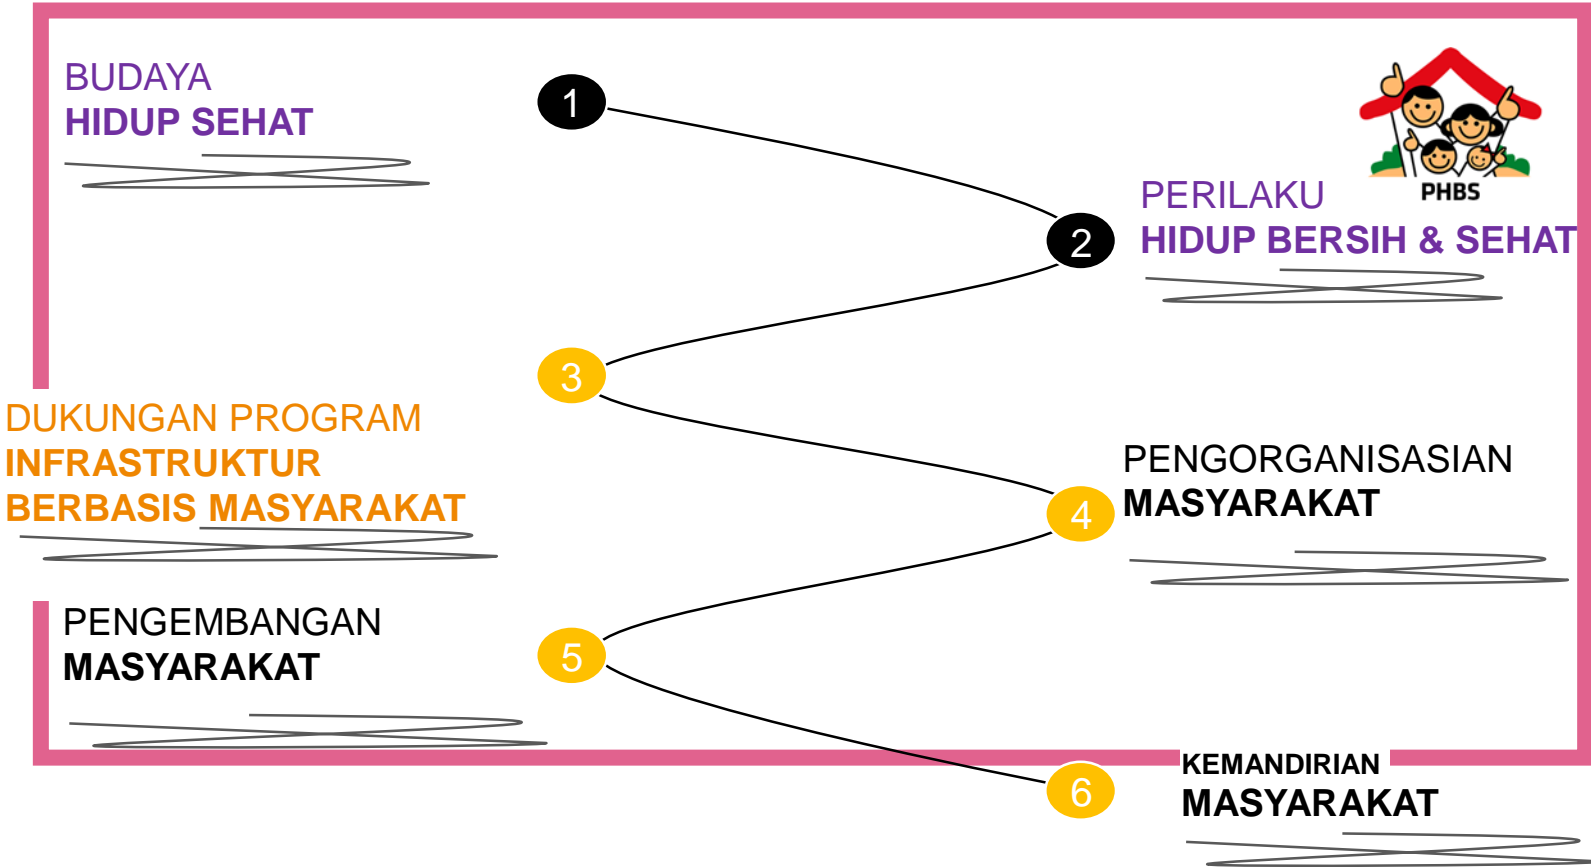 BUDAYA
HIDUP SEHAT
1
PHBS
PERILAKU
HIDUP BERSIH & SEHAT
2
3
DUKUNGAN PROGRAM
INFRASTRUKTUR
BERBASIS MASYARAKAT
PENGORGANISASIAN
MASYARAKAT
4
PENGEMBANGAN
MASYARAKAT
5
KEMANDIRIAN
MASYARAKAT
6